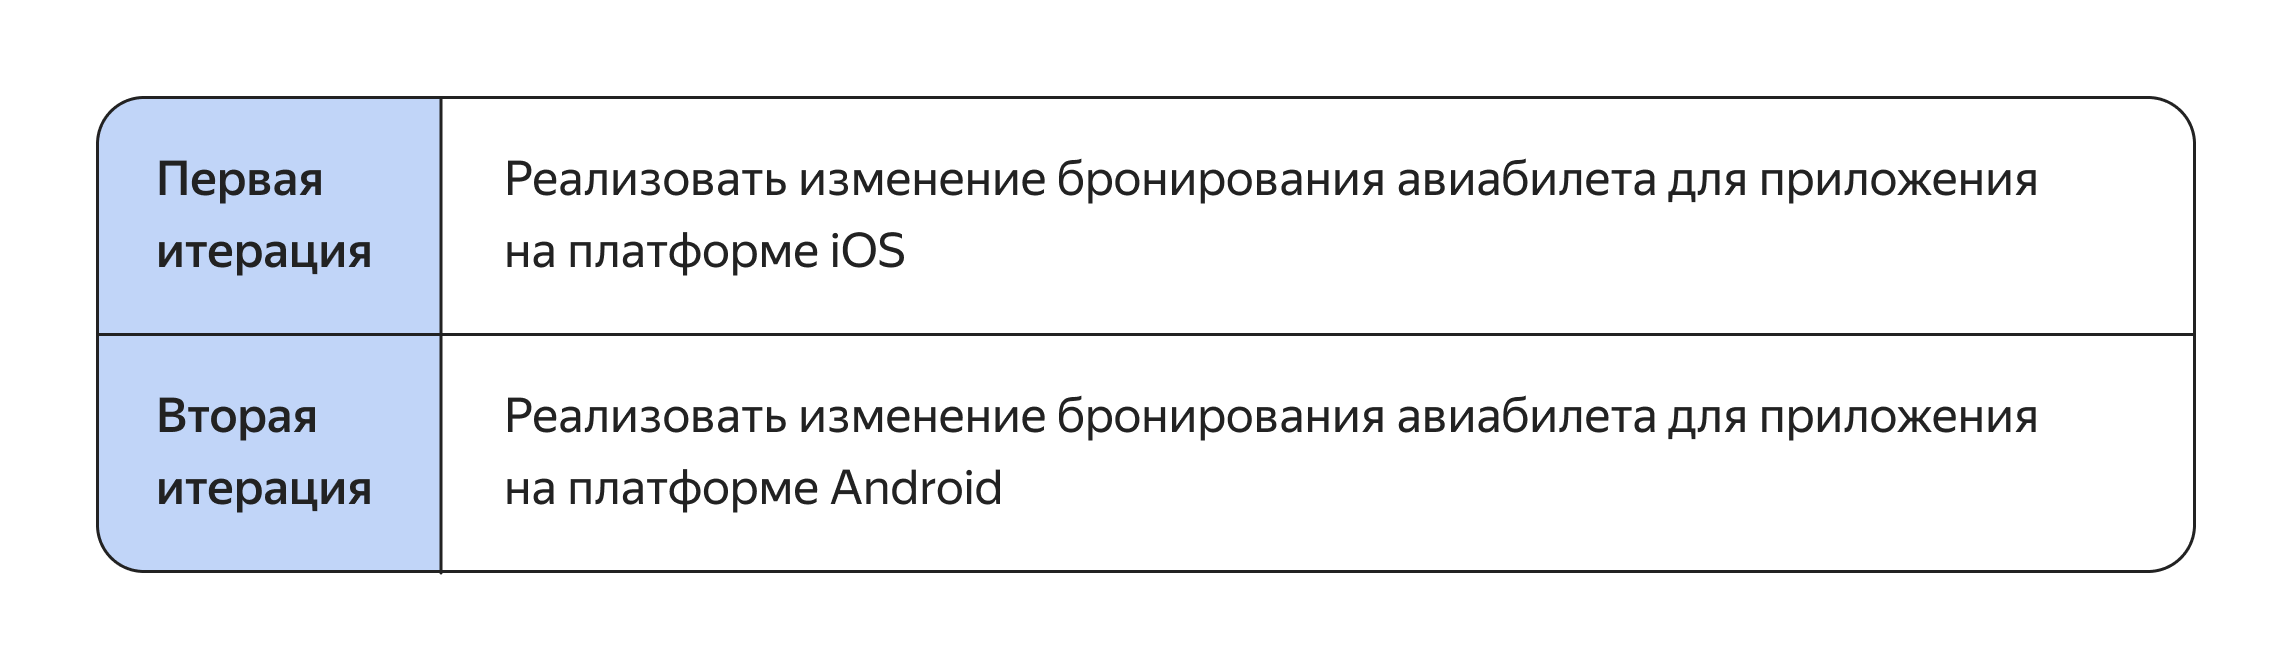 Первая
итерация
Реализовать изменение бронирования авиабилета для приложения
на платформе iOS
Вторая
итерация
Реализовать изменение бронирования авиабилета для приложения
на платформе Android